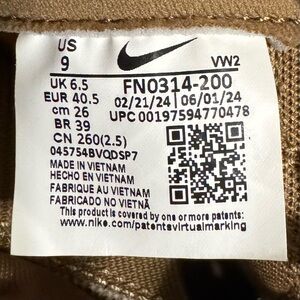 US
9
VW2
UK 6.5
FN0314-200
EUR 40.5
02/21/24 06/01/24
cm 26
UPC 00197594770478
BR 39
CN 260(2.5)
045754BVQDSP7
MADE IN VIETNAM
HECHO EN VIETNAM
FABRIQUE AU VIETNAM
FABRICADO NO VIETNÃ
This product is covered by one or more patents:
www.nike.com/patentsvirtualmarking